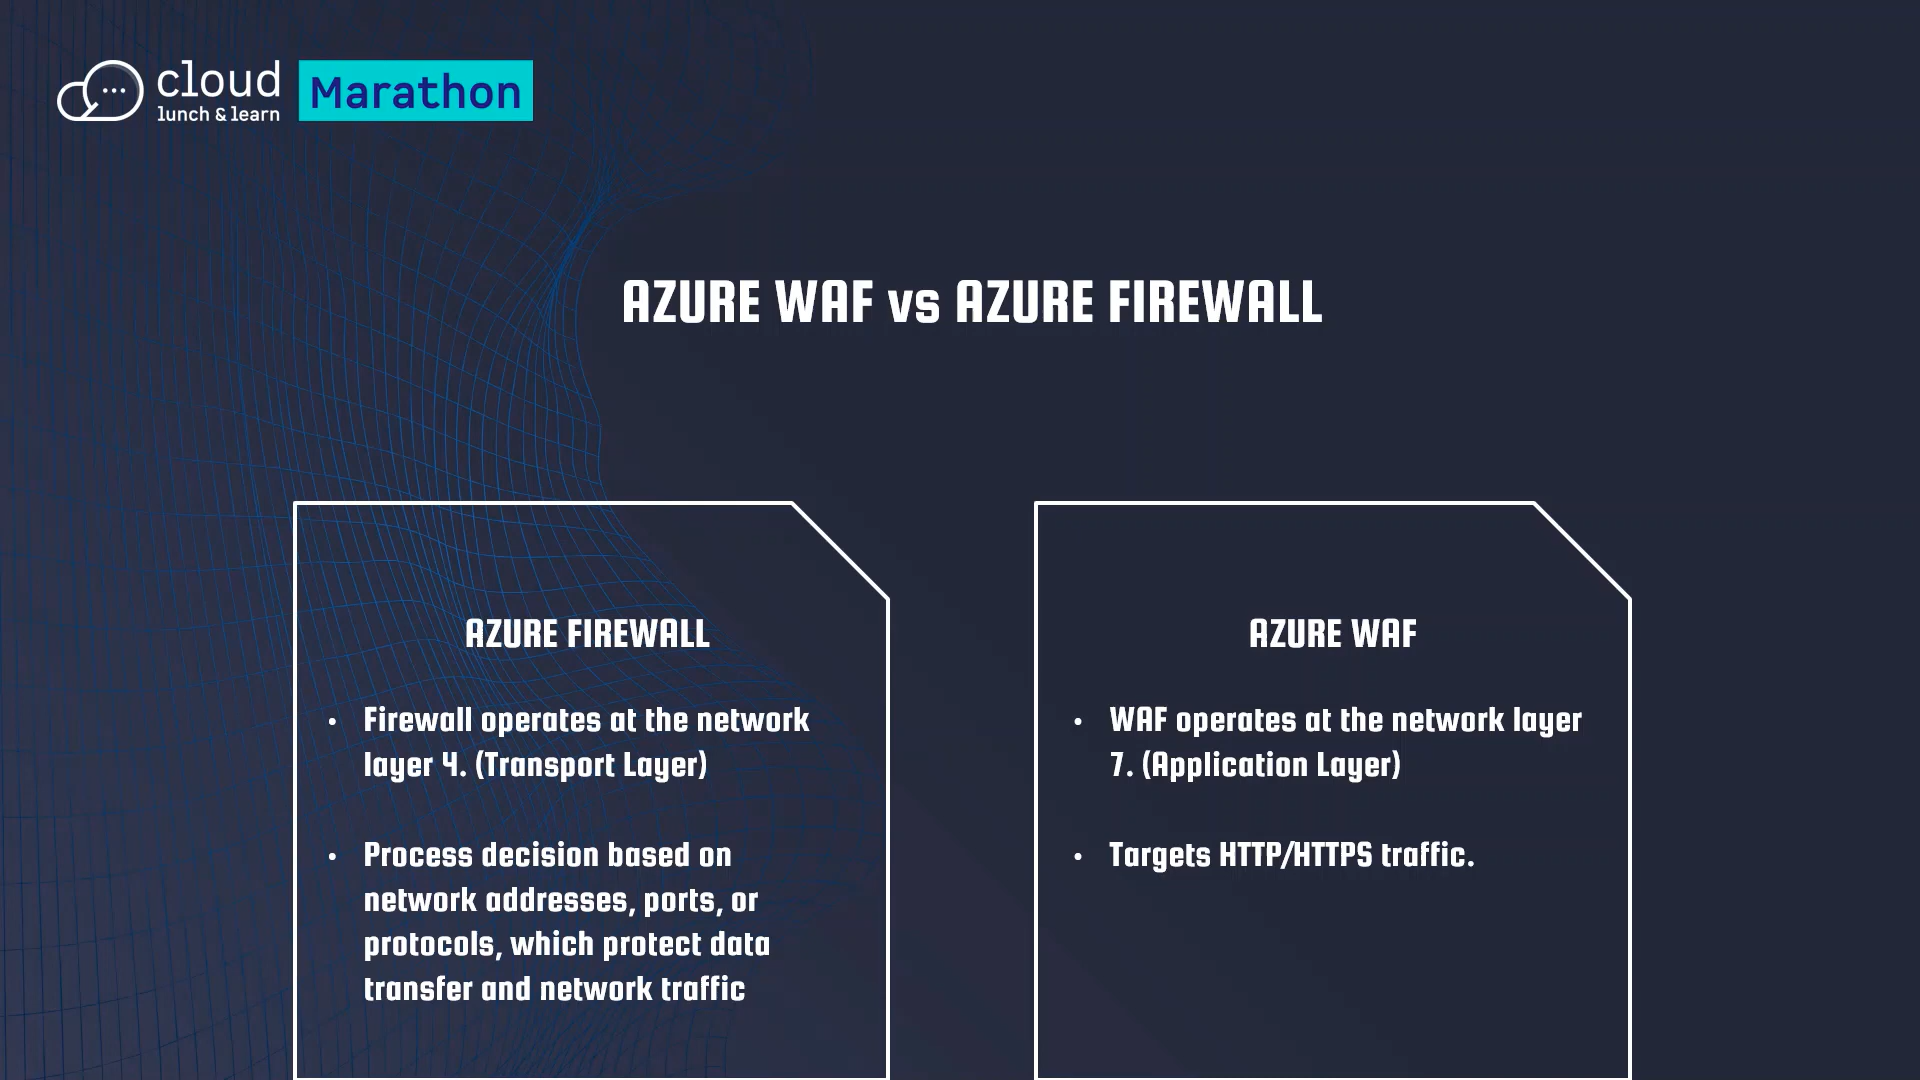 cloud
lunch & learn
Marathon
AZURE WAF vs AZURE FIREWALL
AZURE FIREWALL
• Firewall operates at the network
layer 4. (Transport Layer)
• Process decision based on
network addresses, ports, or
protocols, which protect data
transfer and network traffic
AZURE WAF
• WAF operates at the network layer
7. (Application Layer)
• Targets HTTP/HTTPS traffic.